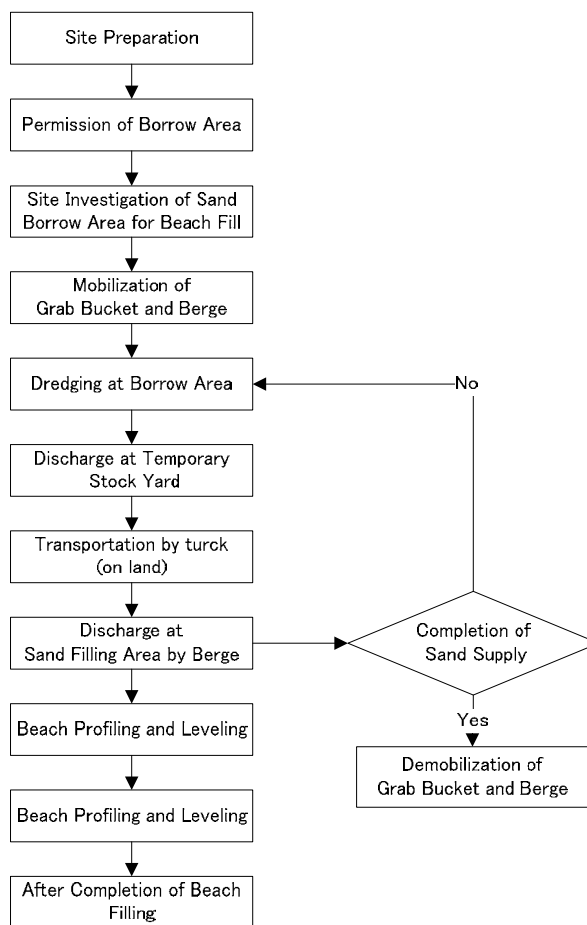 Site Preparation
Permission of Borrow Area
Site Investigation of Sand
Borrow Area for Beach Fill
Mobilization of
Grab Bucket and Berge
Dredging at Borrow Area
No
Discharge at Temporary
Stock Yard
Transportation by turck
(on land)
Discharge at
Sand Filling Area by Berge
Completion of
Sand Supply
Yes
Beach Profiling and Leveling
Demobilization of
Grab Bucket and Berge
Beach Profiling and Leveling
After Completion of Beach
Filling